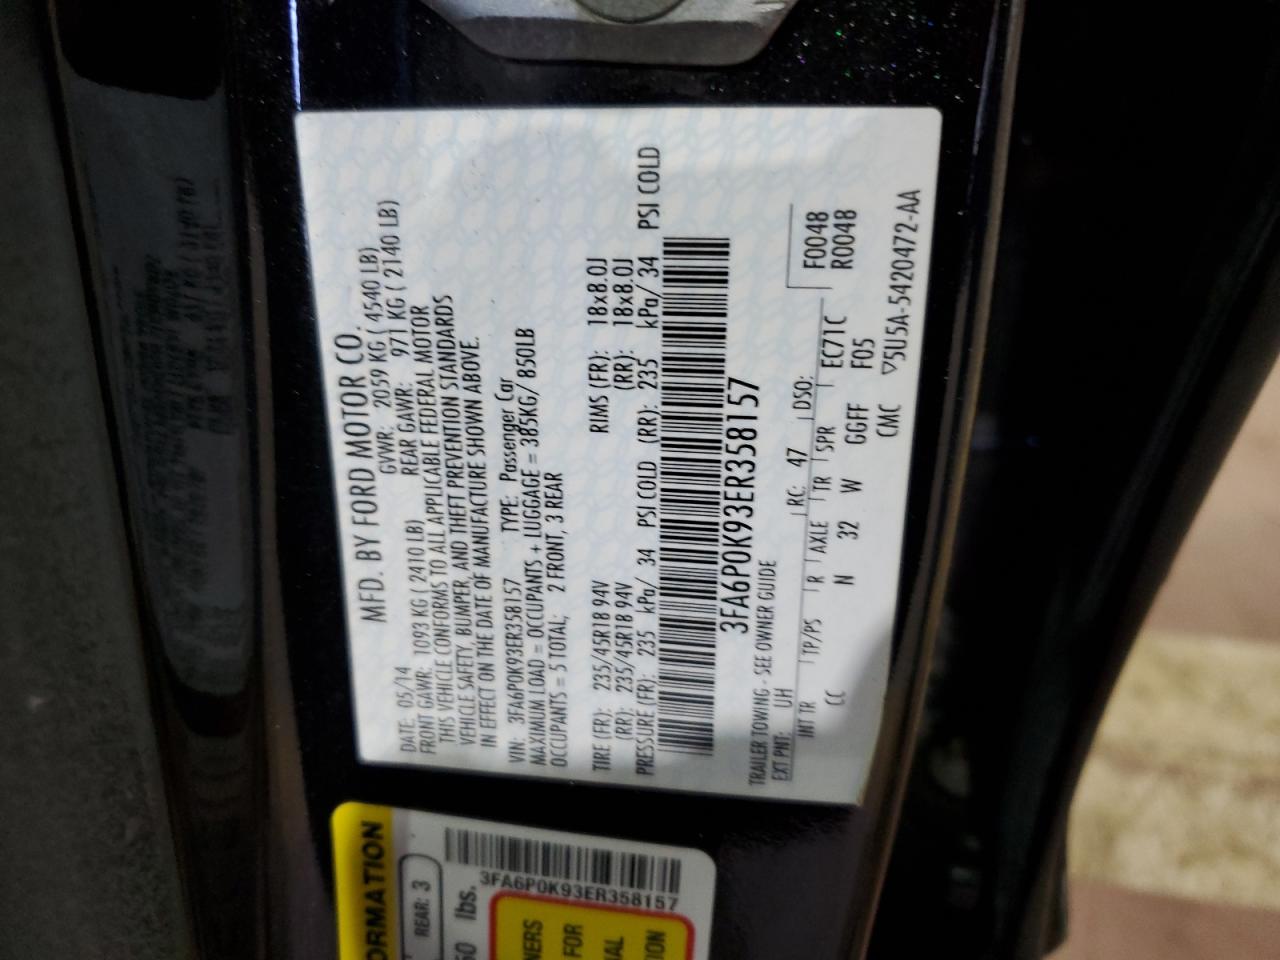 MFD. BY FORD MOTOR CO.
DATE: 05/14 GVWR: 2059 KG ( 4540 LB)
FRONT GAWR: 1093 KG ( 2410 LB) REAR GAWR: 971 KG ( 2140 LB)
THIS VEHICLE CONFORMS TO ALL APPLICABLE FEDERAL MOTOR
VEHICLE SAFETY, BUMPER, AND THEFT PREVENTION STANDARDS
IN EFFECT ON THE DATE OF MANUFACTURE SHOWN ABOVE.
VIN: 3FA6P0K93ER358157 TYPE: Passenger Car
MAXIMUM LOAD = OCCUPANTS + LUGGAGE = 385KG/ 850LB
OCCUPANTS = 5 TOTAL; 2 FRONT, 3 REAR
TIRE (FR): 235/45R18 94V RIMS (FR): 18x8.0J
(RR): 235/45R18 94V (RR): 18x8.0J
PRESSURE (FR): 235 kPa/ 34 PSI COLD (RR): 235 kPa/ 34 PSI COLD
3FA6P0K93ER358157
TRAILER TOWING - SEE OWNER GUIDE
EXT PNT: UH RC: 47 DSO: F0048
R0048
INT TR TP/PS R AXLE TR SPR EC71C
CC N 32 W GGFF F05
CMC ▽5U5A-5420472-AA
ORMATION
REAR: 3
50 lbs.
3FA6P0K93ER358157
NERS
FOR
NAL
TION